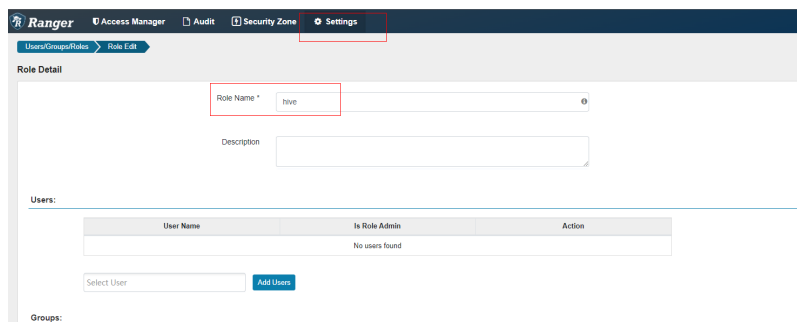 Ranger Access Manager Audit Security Zone Settings
Users/Groups/Roles Role Edit
Role Detail
Role Name * hive
Description
Users:
User Name Is Role Admin Action
No users found
Select User Add Users
Groups: